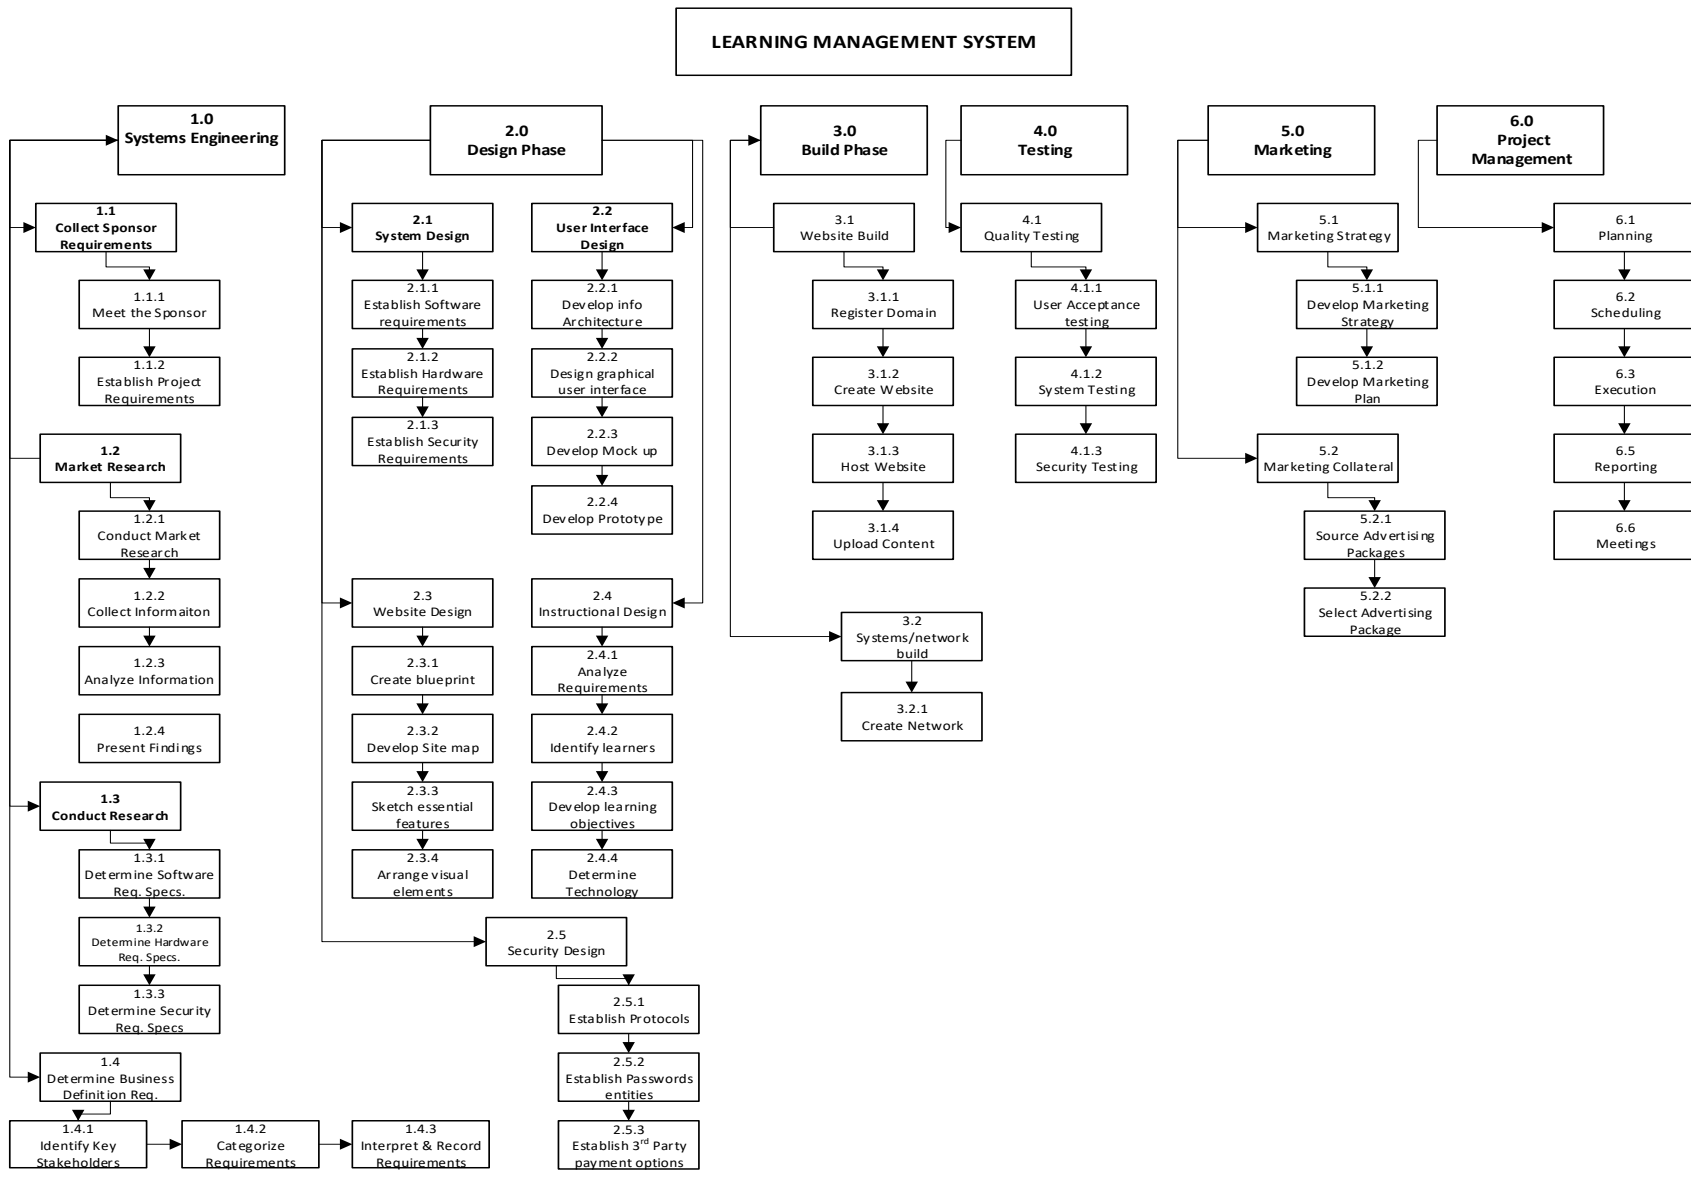 LEARNING MANAGEMENT SYSTEM
1.0
Systems Engineering
1.1
Collect Sponsor
Requirements
1.1.1
Meet the Sponsor
1.1.2
Establish Project
Requirements
1.2
Market Research
1.2.1
Conduct Market
Research
1.2.2
Collect Informaiton
1.2.3
Analyze Information
1.2.4
Present Findings
1.3
Conduct Research
1.3.1
Determine Software
Req. Specs.
1.3.2
Determine Hardware
Req. Specs.
1.3.3
Determine Security
Req. Specs
1.4
Determine Business
Definition Req.
1.4.1
Identify Key
Stakeholders
1.4.2
Categorize
Requirements
1.4.3
Interpret & Record
Requirements
2.0
Design Phase
2.1
System Design
2.1.1
Establish Software
requirements
2.1.2
Establish Hardware
Requirements
2.1.3
Establish Security
Requirements
2.2
User Interface
Design
2.2.1
Develop info
Architecture
2.2.2
Design graphical
user interface
2.2.3
Develop Mock up
2.2.4
Develop Prototype
2.3
Website Design
2.3.1
Create blueprint
2.3.2
Develop Site map
2.3.3
Sketch essential
features
2.3.4
Arrange visual
elements
2.4
Instructional Design
2.4.1
Analyze
Requirements
2.4.2
Identify learners
2.4.3
Develop learning
objectives
2.4.4
Determine
Technology
2.5
Security Design
2.5.1
Establish Protocols
2.5.2
Establish Passwords
entities
2.5.3
Establish 3rd Party
payment options
3.0
Build Phase
3.1
Website Build
3.1.1
Register Domain
3.1.2
Create Website
3.1.3
Host Website
3.1.4
Upload Content
3.2
Systems/network
build
3.2.1
Create Network
4.0
Testing
4.1
Quality Testing
4.1.1
User Acceptance
testing
4.1.2
System Testing
4.1.3
Security Testing
5.0
Marketing
5.1
Marketing Strategy
5.1.1
Develop Marketing
Strategy
5.1.2
Develop Marketing
Plan
5.2
Marketing Collateral
5.2.1
Source Advertising
Packages
5.2.2
Select Advertising
Package
6.0
Project
Management
6.1
Planning
6.2
Scheduling
6.3
Execution
6.5
Reporting
6.6
Meetings